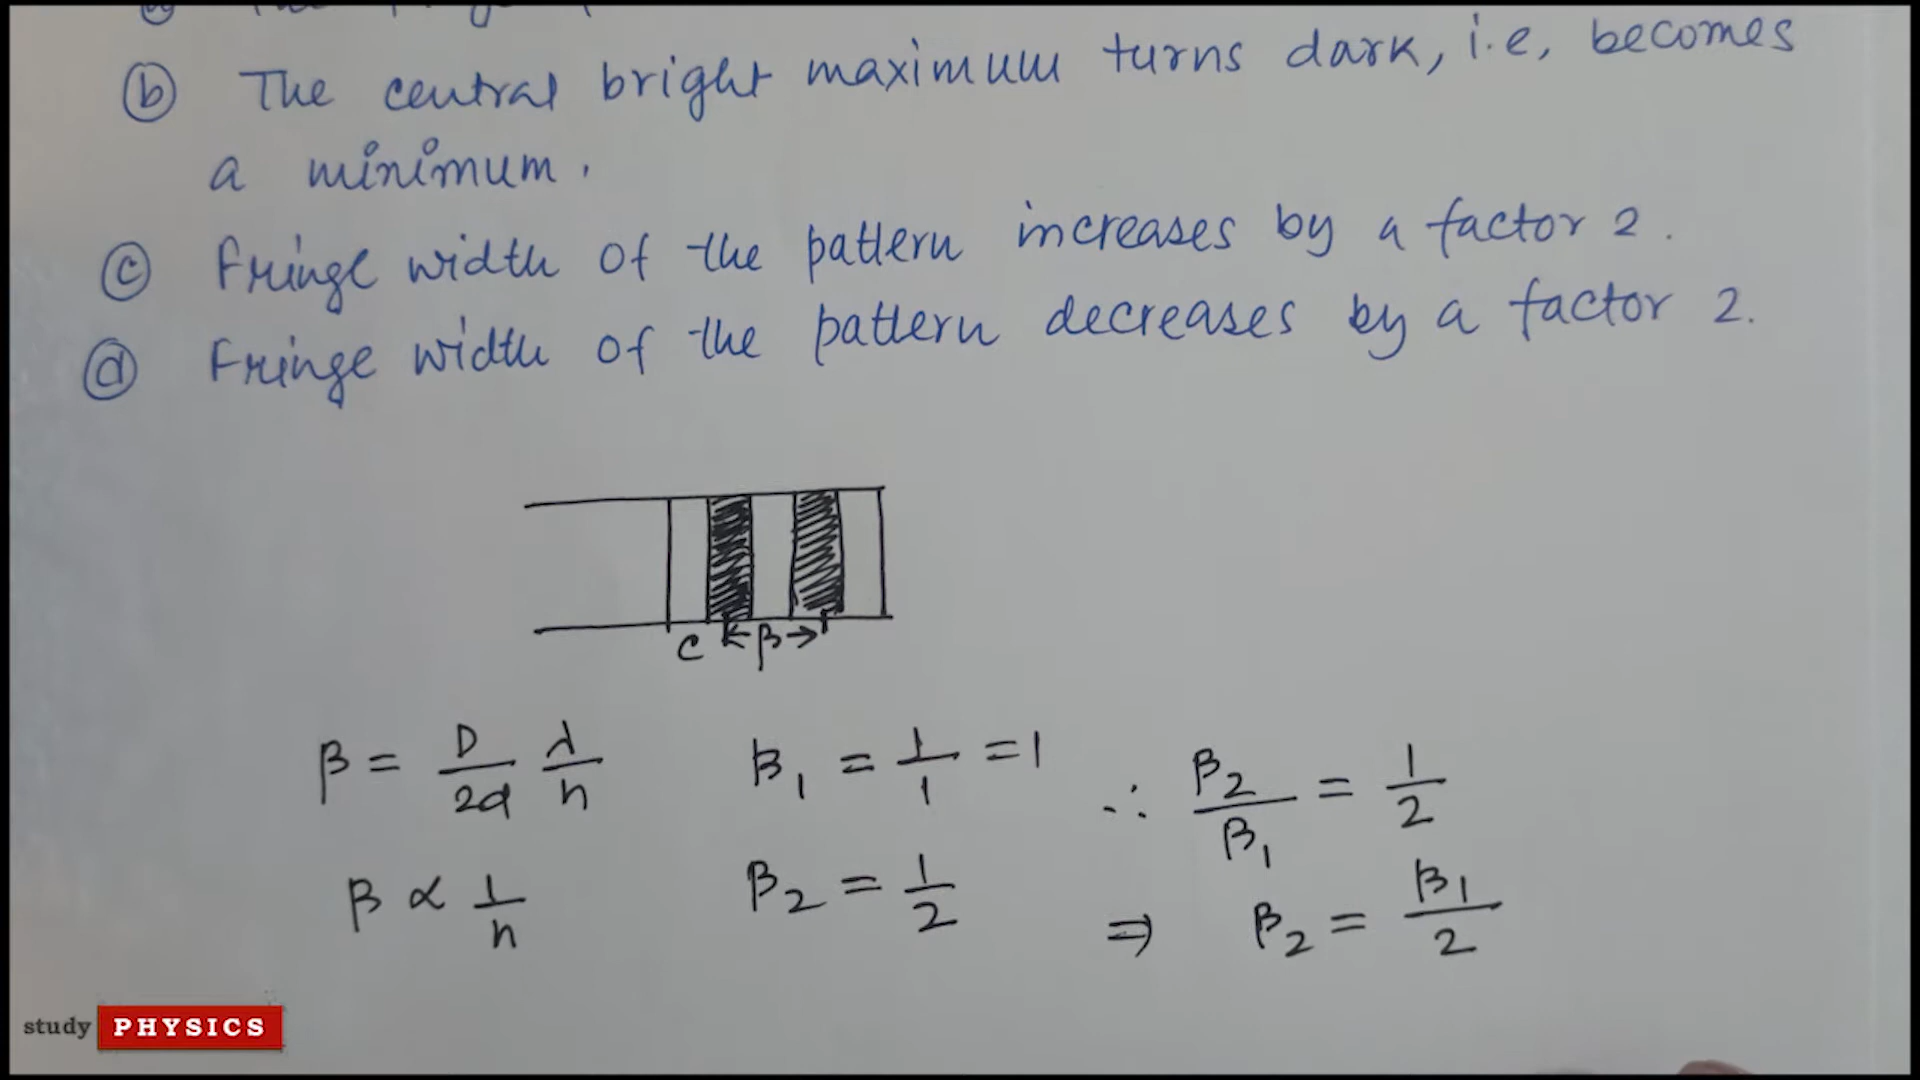 ⓑ The central bright maximum turns dark, i.e, becomes
a minimum.
ⓒ Fringe width of the pattern increases by a factor 2.
ⓓ Fringe width of the pattern decreases by a factor 2.
C β
β = D/2d λ/n
β ∝ 1/n
β₁ = 1/1 = 1
β₂ = 1/2
∴ β₂/β₁ = 1/2
⇒ β₂ = β₁/2
study PHYSICS